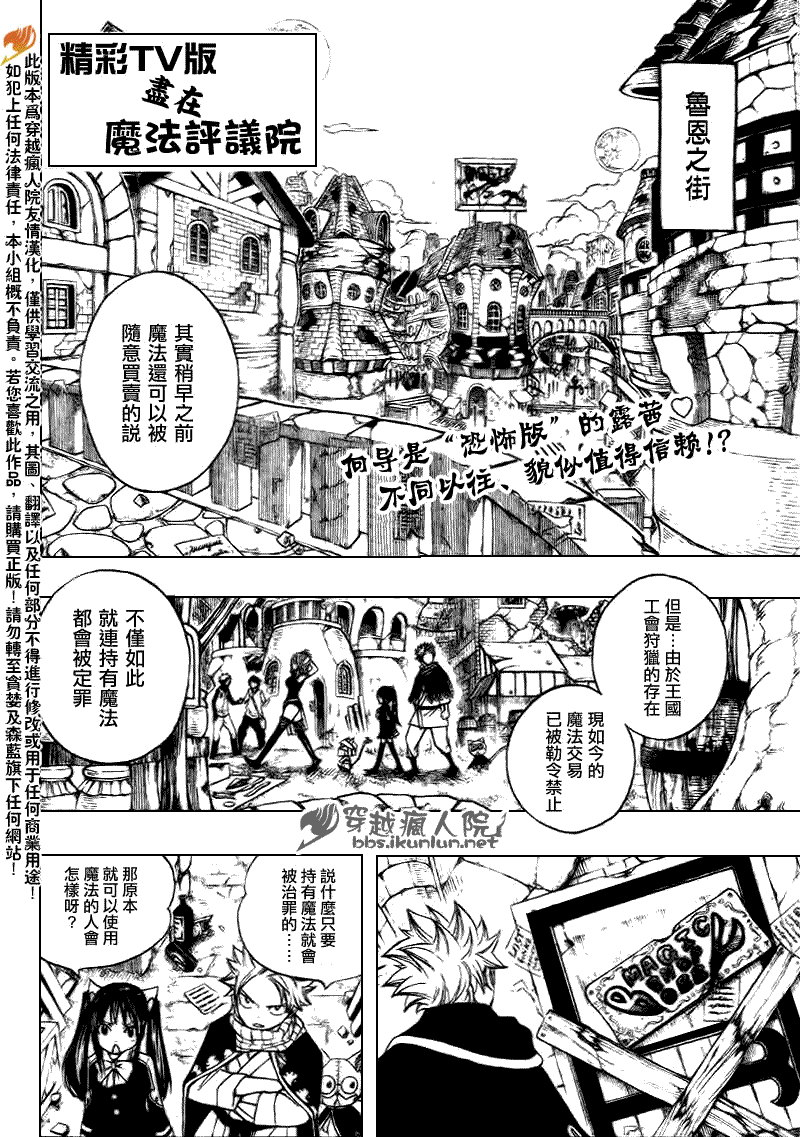 此版本爲穿越瘋人院友情漢化，僅供學習交流之用，其圖、翻譯以及任何部分不得進行修改或用于任何商業用途！
如犯上任何法律責任，本小組概不負責。若您喜歡此作品，請購買正版！請勿轉至貪婪及森藍旗下任何網站！
精彩TV版
盡在
魔法評議院
魯恩之街
其實稍早之前
魔法還可以被
隨意買賣的説
向导是“恐怖版”的露茜♡
不同以往、貌似值得信赖!?
但是…由於王國
工會狩獵的存在
現如今的
魔法交易
已被勒令禁止
不僅如此
就連持有魔法
都會被定罪
穿越瘋人院
bbs.ikunlun.net
MAGIC
SHOP
説什麼只要
持有魔法就會
被治罪的……
那原本
就可以使用
魔法的人會
怎樣呀？